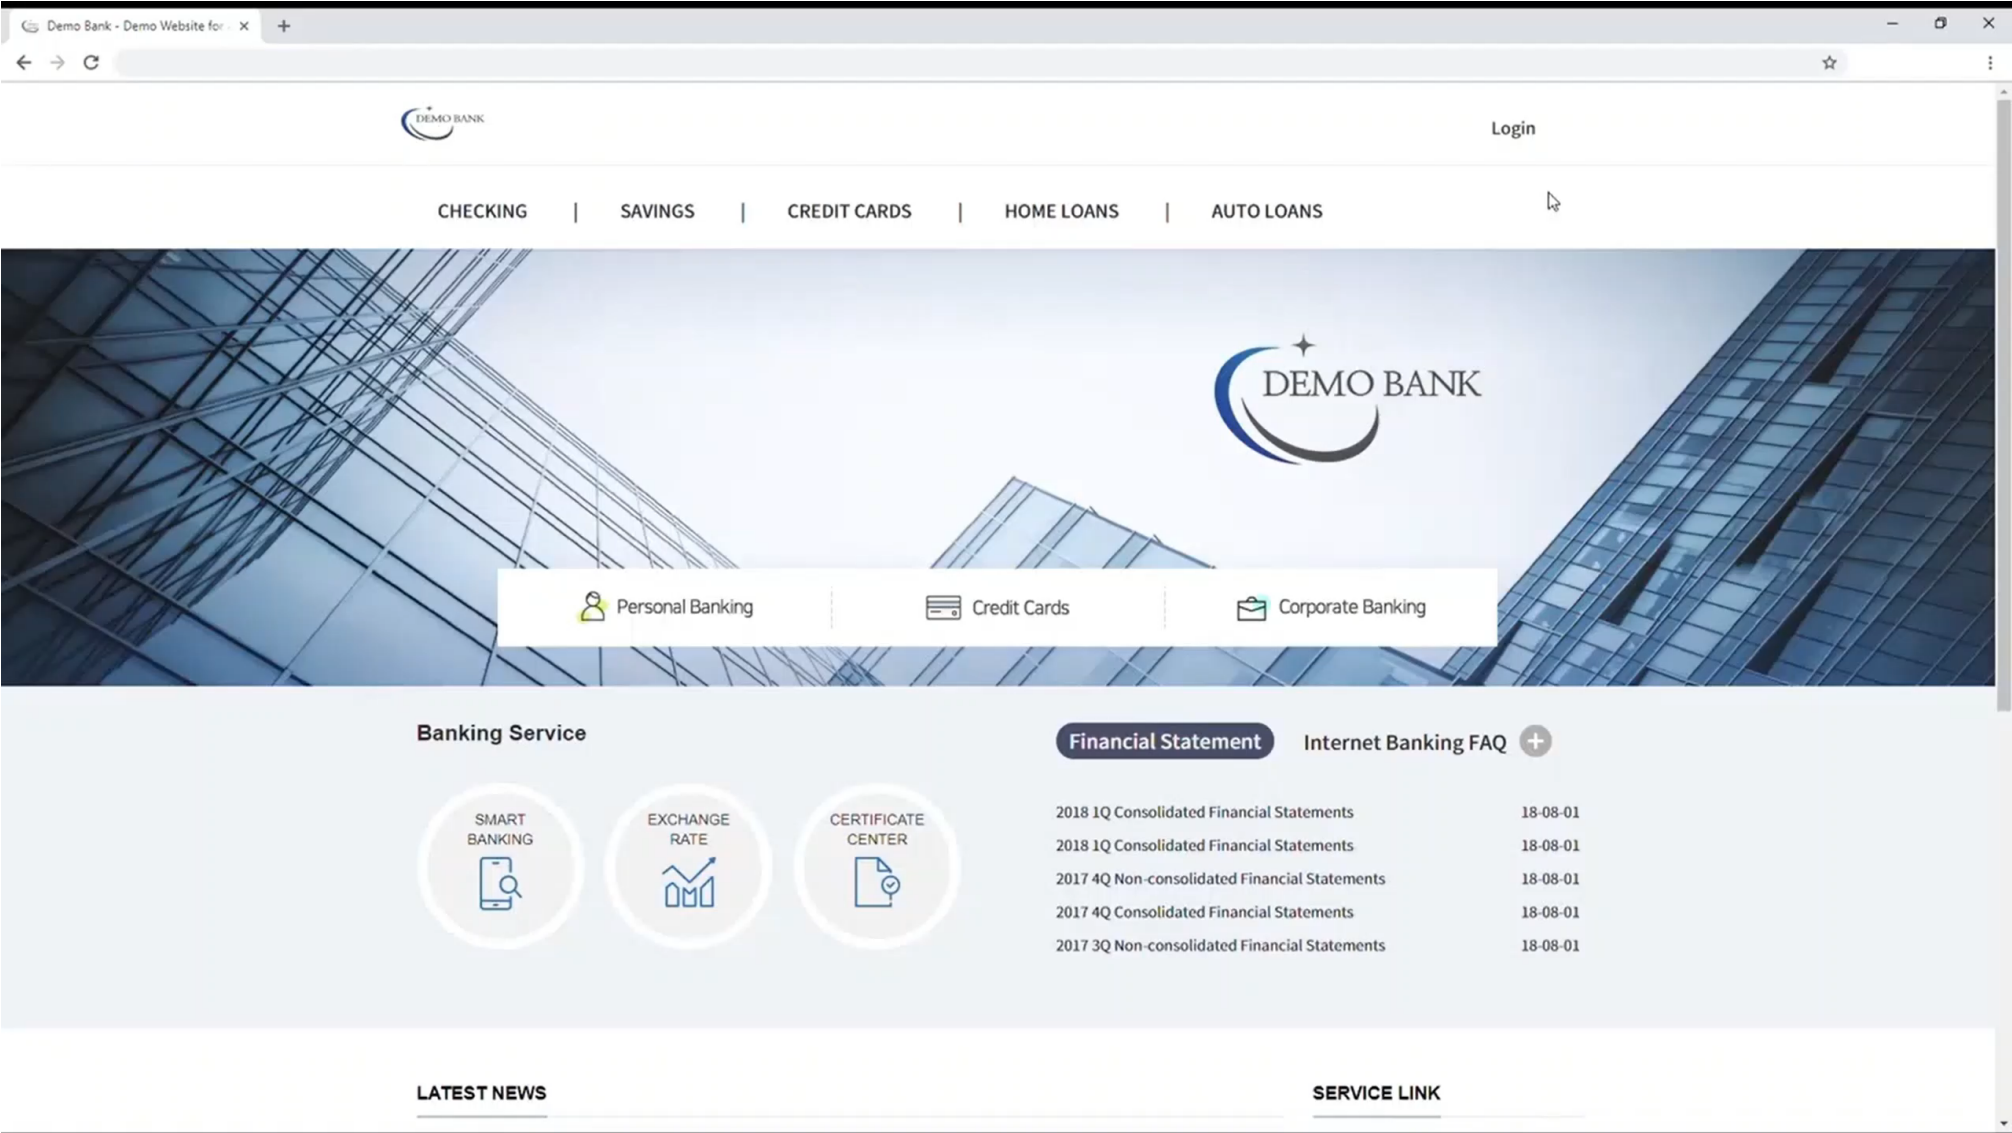 Demo Bank - Demo Website for
DEMO BANK
Login
CHECKING | SAVINGS | CREDIT CARDS | HOME LOANS | AUTO LOANS
DEMO BANK
Personal Banking
Credit Cards
Corporate Banking
Banking Service
SMART
BANKING
EXCHANGE
RATE
CERTIFICATE
CENTER
Financial Statement
Internet Banking FAQ
2018 1Q Consolidated Financial Statements 18-08-01
2018 1Q Consolidated Financial Statements 18-08-01
2017 4Q Non-consolidated Financial Statements 18-08-01
2017 4Q Consolidated Financial Statements 18-08-01
2017 3Q Non-consolidated Financial Statements 18-08-01
LATEST NEWS
SERVICE LINK